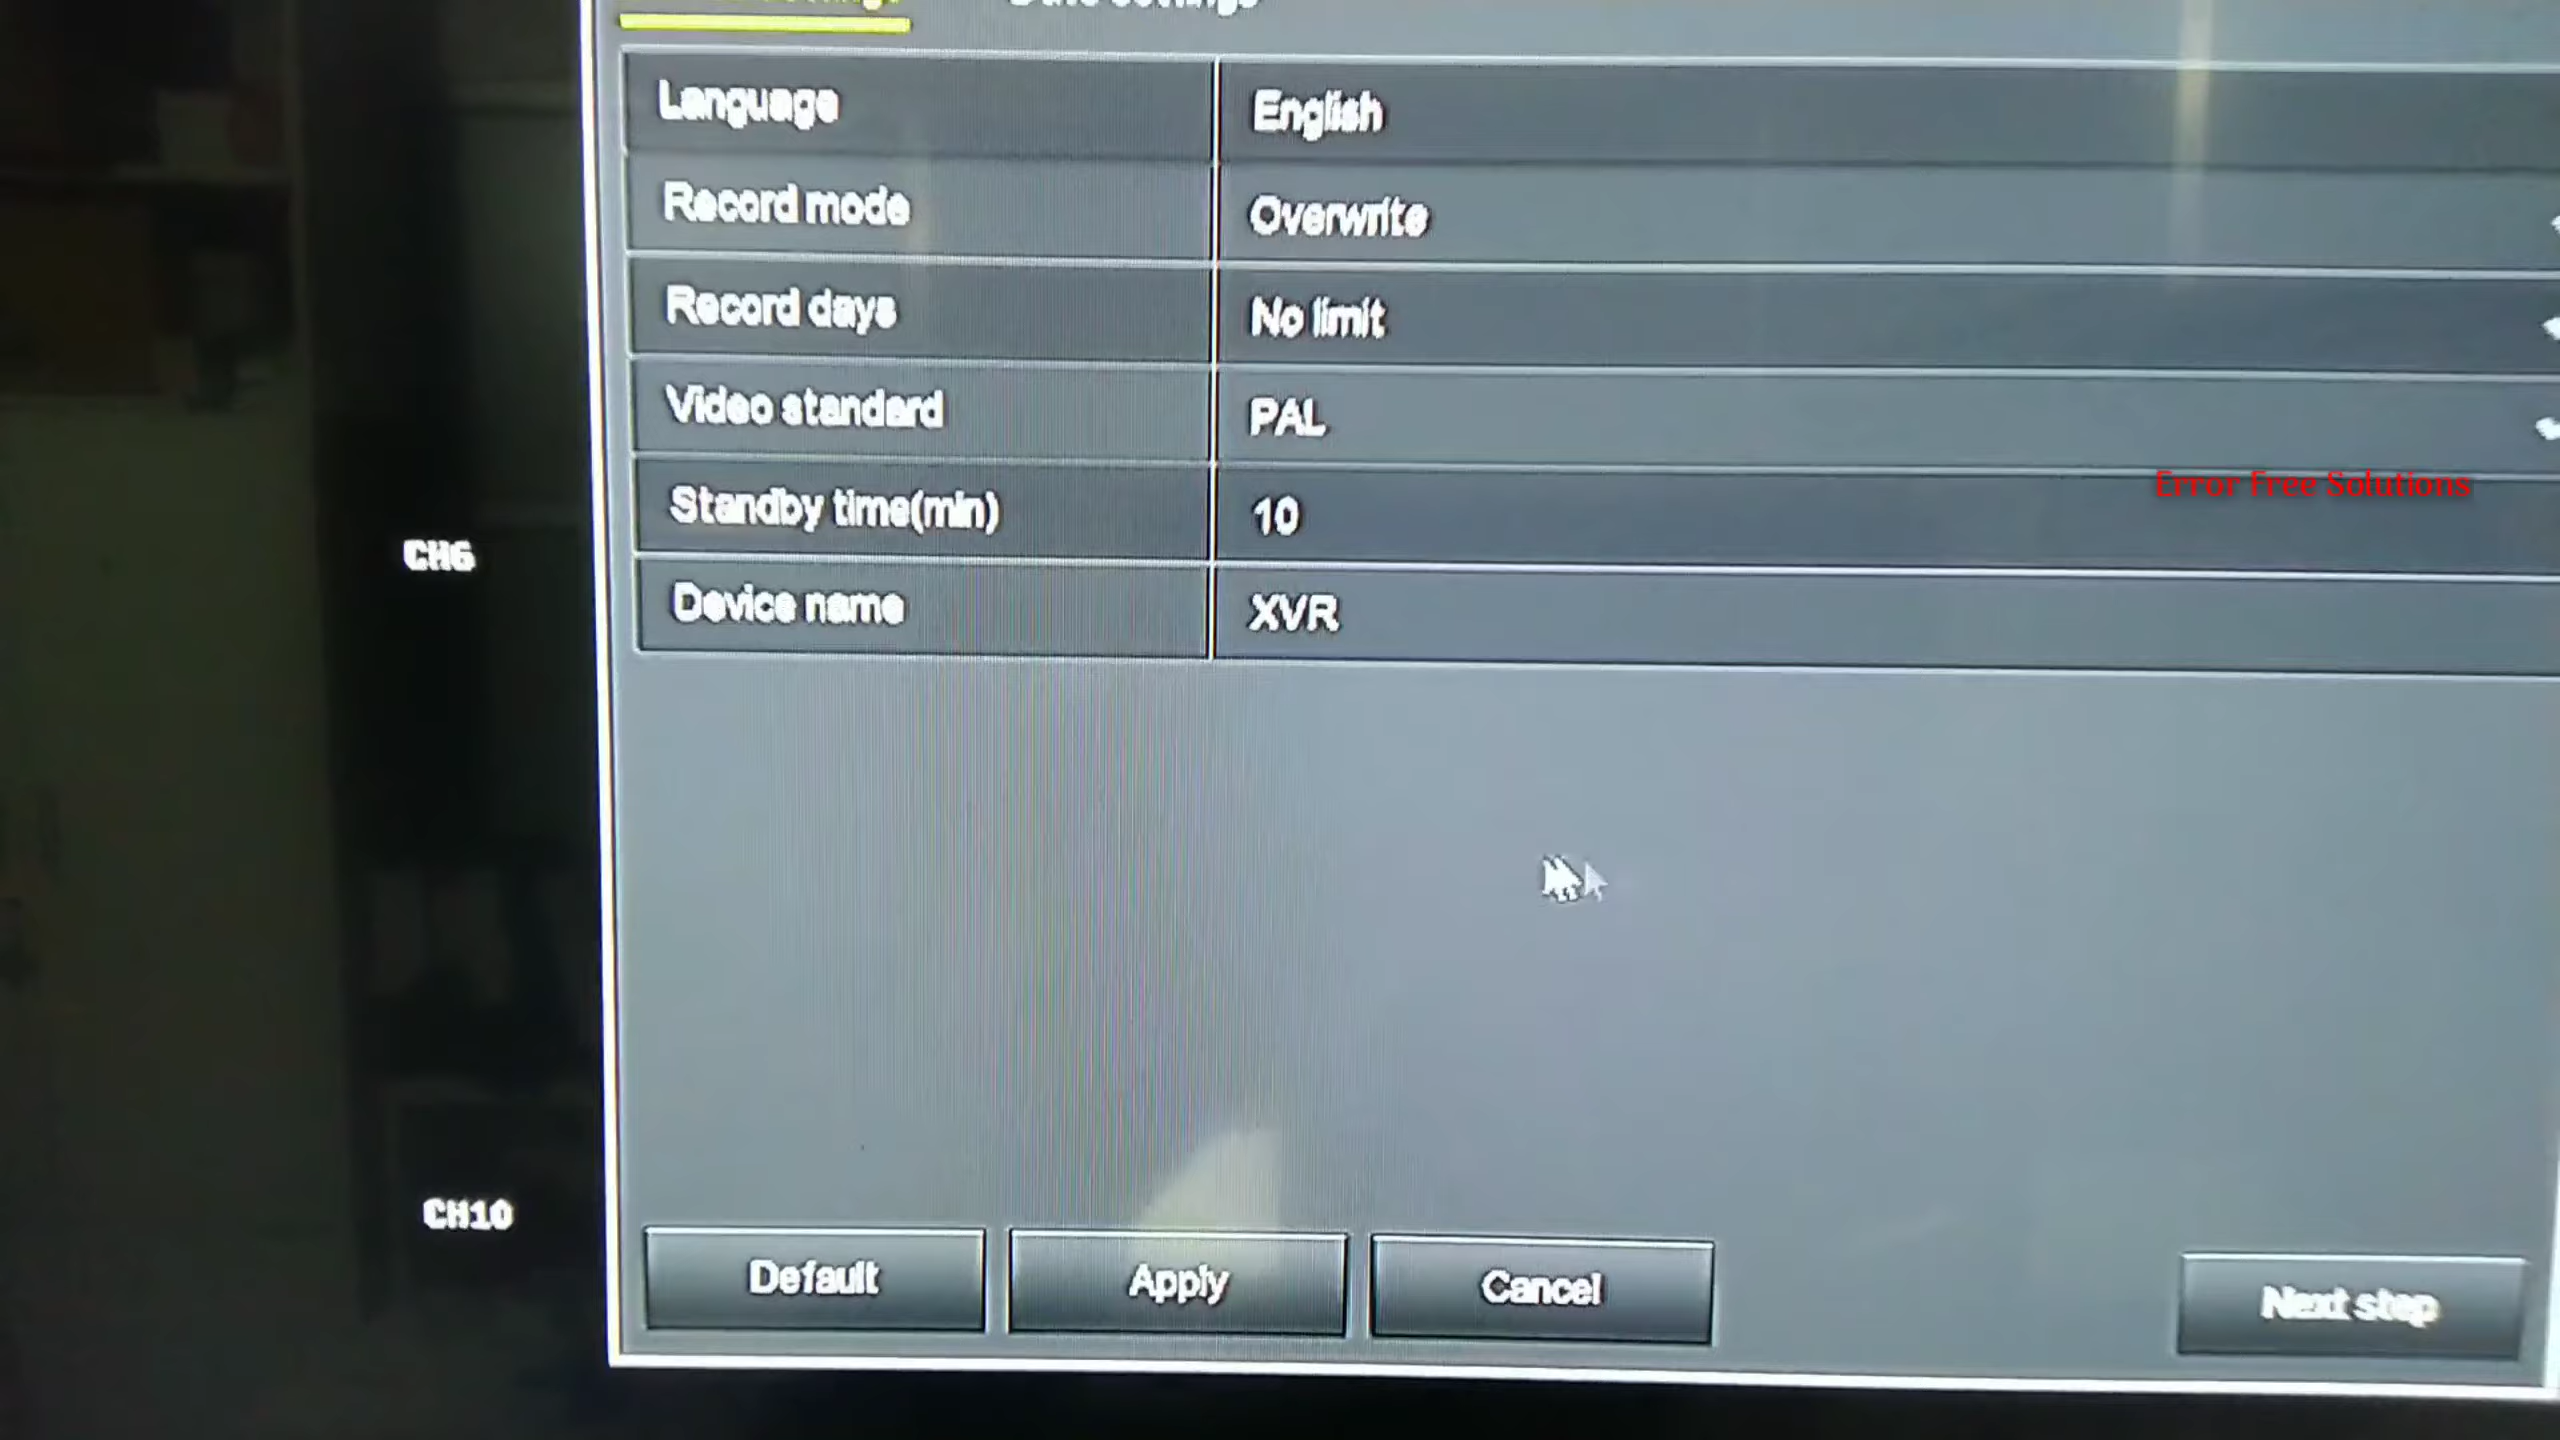 Language English
Record mode Overwrite
Record days No limit
Video standard PAL
Error Free Solutions
Standby time(min) 10
CH6
Device name XVR
CH10
Default Apply Cancel Next step